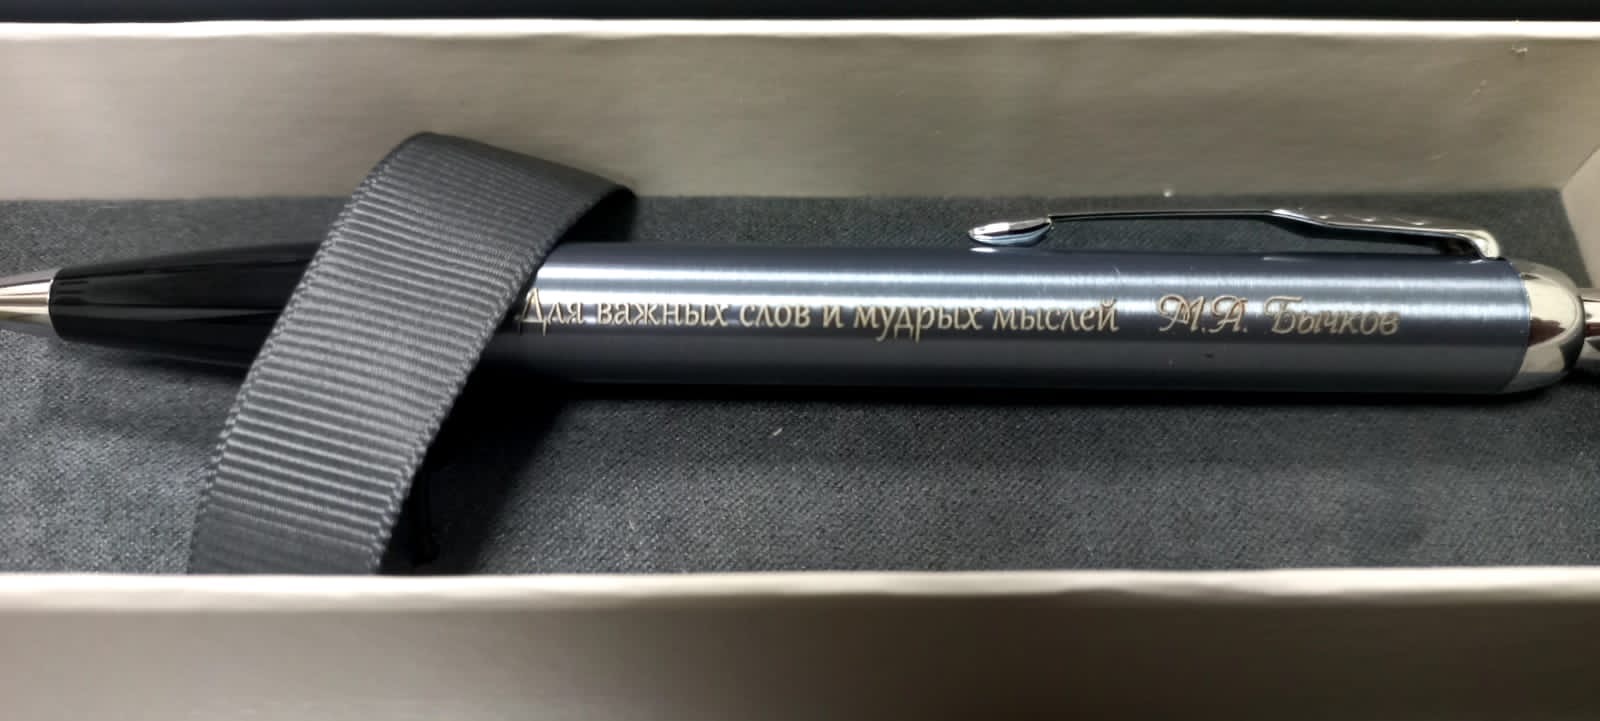 Для важных слов и мудрых мыслей М.А. Бычков